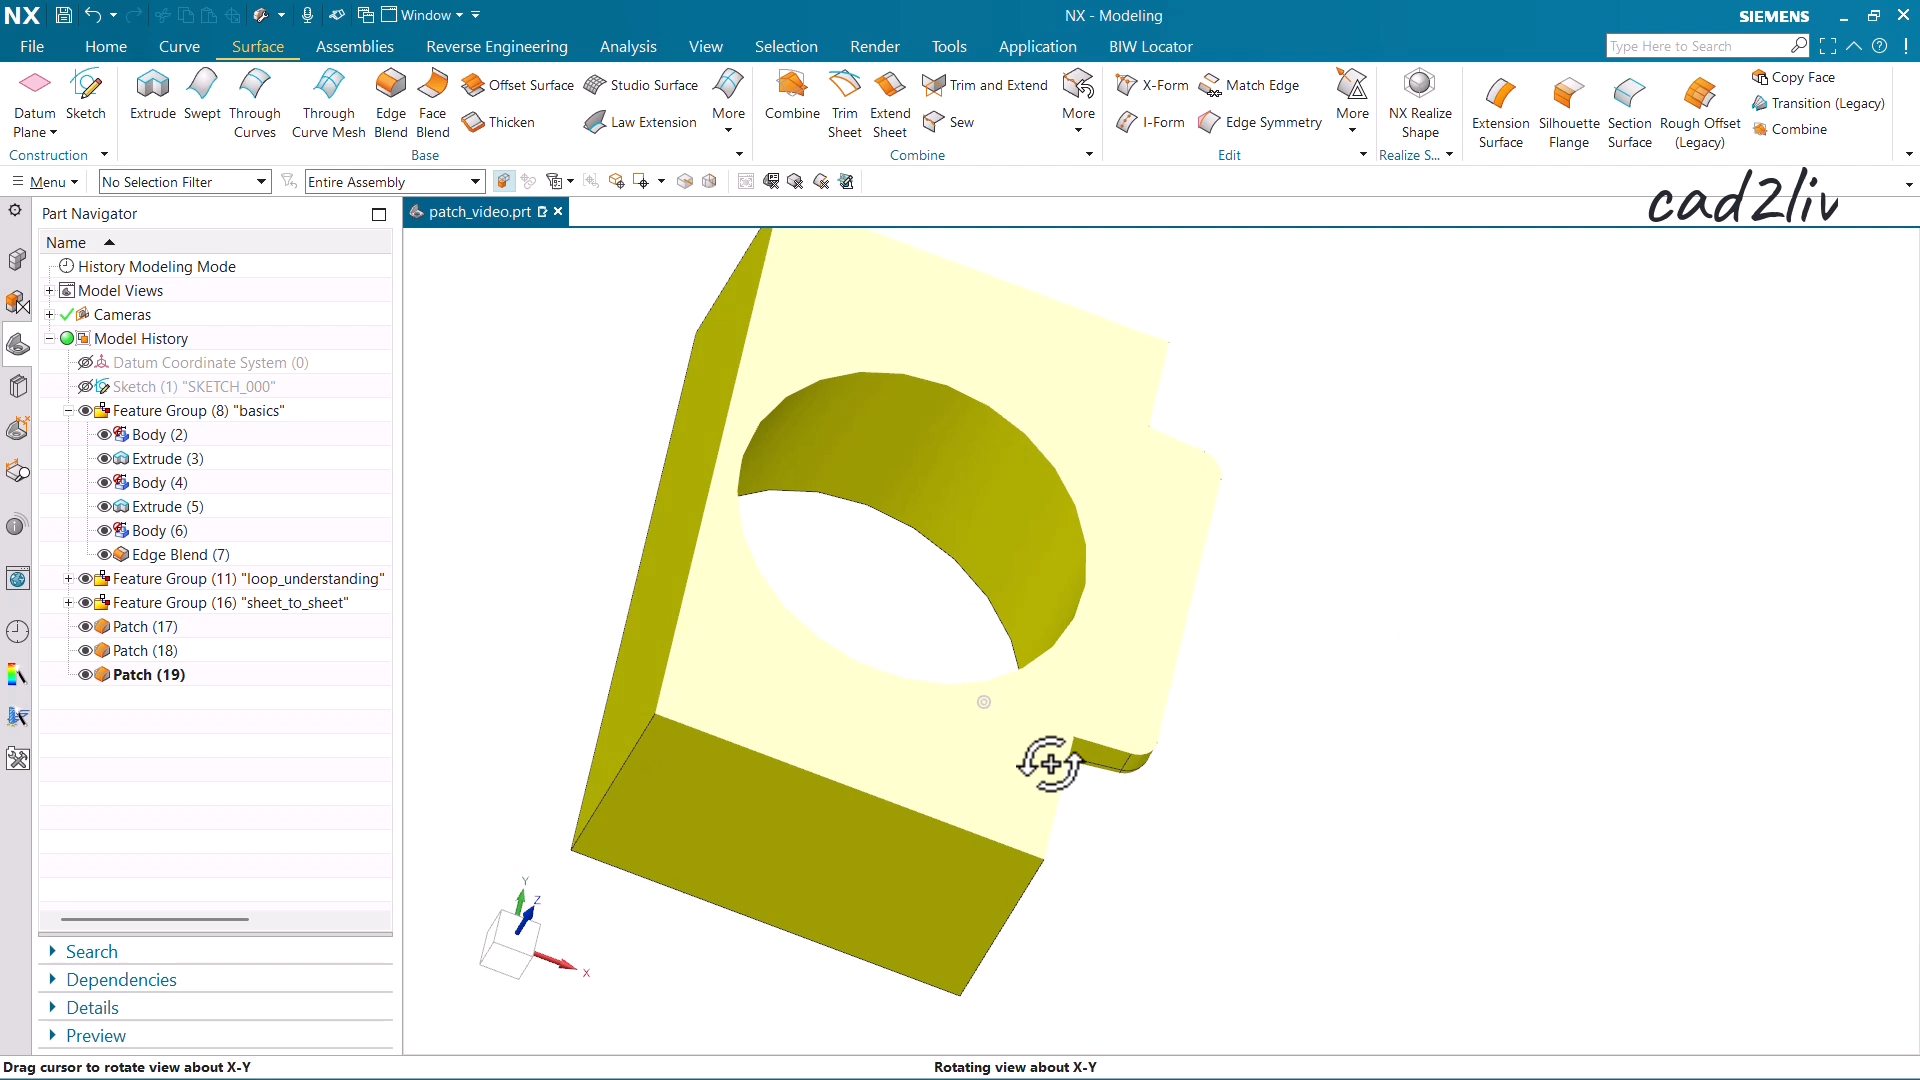 NX
Window
NX - Modeling
SIEMENS
File Home Curve Surface Assemblies Reverse Engineering Analysis View Selection Render Tools Application BIW Locator
Type Here to Search
Datum Plane
Sketch
Construction
Extrude
Swept
Through Curves
Through Curve Mesh
Edge Blend
Face Blend
Offset Surface
Thicken
Studio Surface
Law Extension
More
Base
Combine
Trim Sheet
Extend Sheet
Trim and Extend
Sew
More
Combine
X-Form
I-Form
Match Edge
Edge Symmetry
More
Edit
NX Realize Shape
Realize S...
Extension Surface
Silhouette Flange
Section Surface
Rough Offset (Legacy)
Copy Face
Transition (Legacy)
Combine
Menu
No Selection Filter
Entire Assembly
cad2liv
Part Navigator
patch_video.prt
Name
History Modeling Mode
Model Views
Cameras
Model History
Datum Coordinate System (0)
Sketch (1) "SKETCH_000"
Feature Group (8) "basics"
Body (2)
Extrude (3)
Body (4)
Extrude (5)
Body (6)
Edge Blend (7)
Feature Group (11) "loop_understanding"
Feature Group (16) "sheet_to_sheet"
Patch (17)
Patch (18)
Patch (19)
Search
Dependencies
Details
Preview
Y
Z
X
Drag cursor to rotate view about X-Y
Rotating view about X-Y